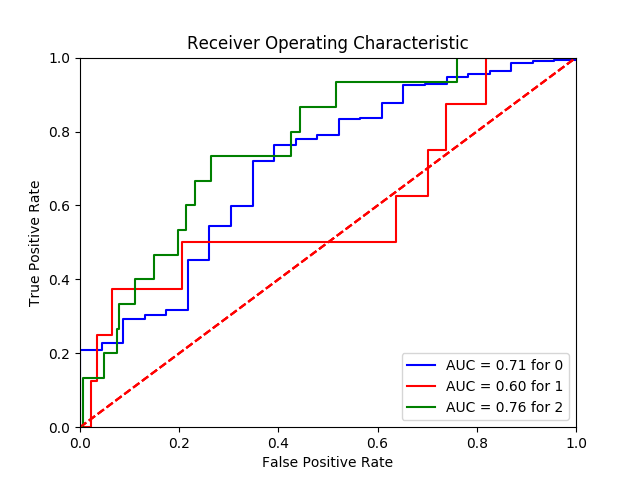 Receiver Operating Characteristic
True Positive Rate
1.0
0.8
0.6
0.4
0.2
0.0
AUC = 0.71 for 0
AUC = 0.60 for 1
AUC = 0.76 for 2
0.0 0.2 0.4 0.6 0.8 1.0
False Positive Rate